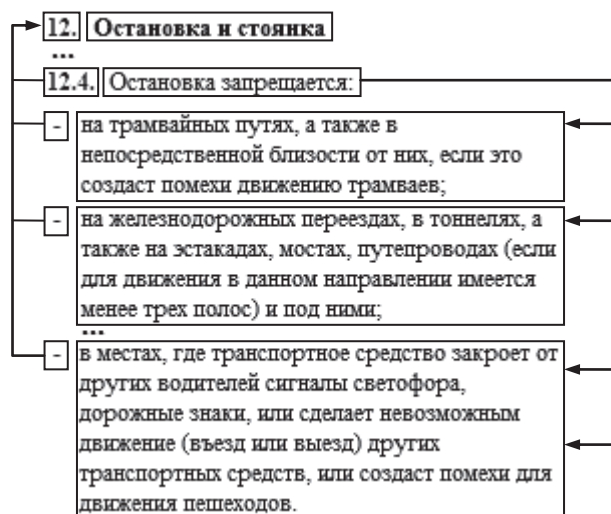 12. Остановка и стоянка
...
12.4. Остановка запрещается:
- на трамвайных путях, а также в
непосредственной близости от них, если это
создаст помехи движению трамваев;
- на железнодорожных переездах, в тоннелях, а
также на эстакадах, мостах, путепроводах (если
для движения в данном направлении имеется
менее трех полос) и под ними;
...
- в местах, где транспортное средство закроет от
других водителей сигналы светофора,
дорожные знаки, или сделает невозможным
движение (въезд или выезд) других
транспортных средств, или создаст помехи для
движения пешеходов.